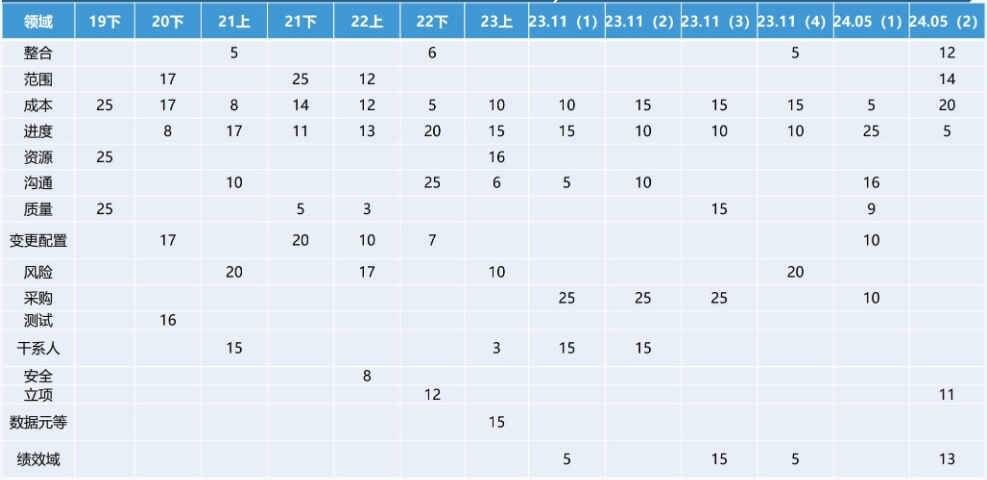 领域 19下 20下 21上 21下 22上 22下 23上 23.11（1） 23.11（2） 23.11（3） 23.11（4） 24.05（1） 24.05（2）
整合 5 6 5 12
范围 17 25 12 14
成本 25 17 8 14 12 5 10 10 15 15 15 5 20
进度 8 17 11 13 20 15 15 10 10 10 25 5
资源 25 16
沟通 10 25 6 5 10 16
质量 25 5 3 15 9
变更配置 17 20 10 7 10
风险 20 17 10 20
采购 25 25 25 10
测试 16
干系人 15 3 15 15
安全 8
立项 12 11
数据元等 15
绩效域 5 15 5 13